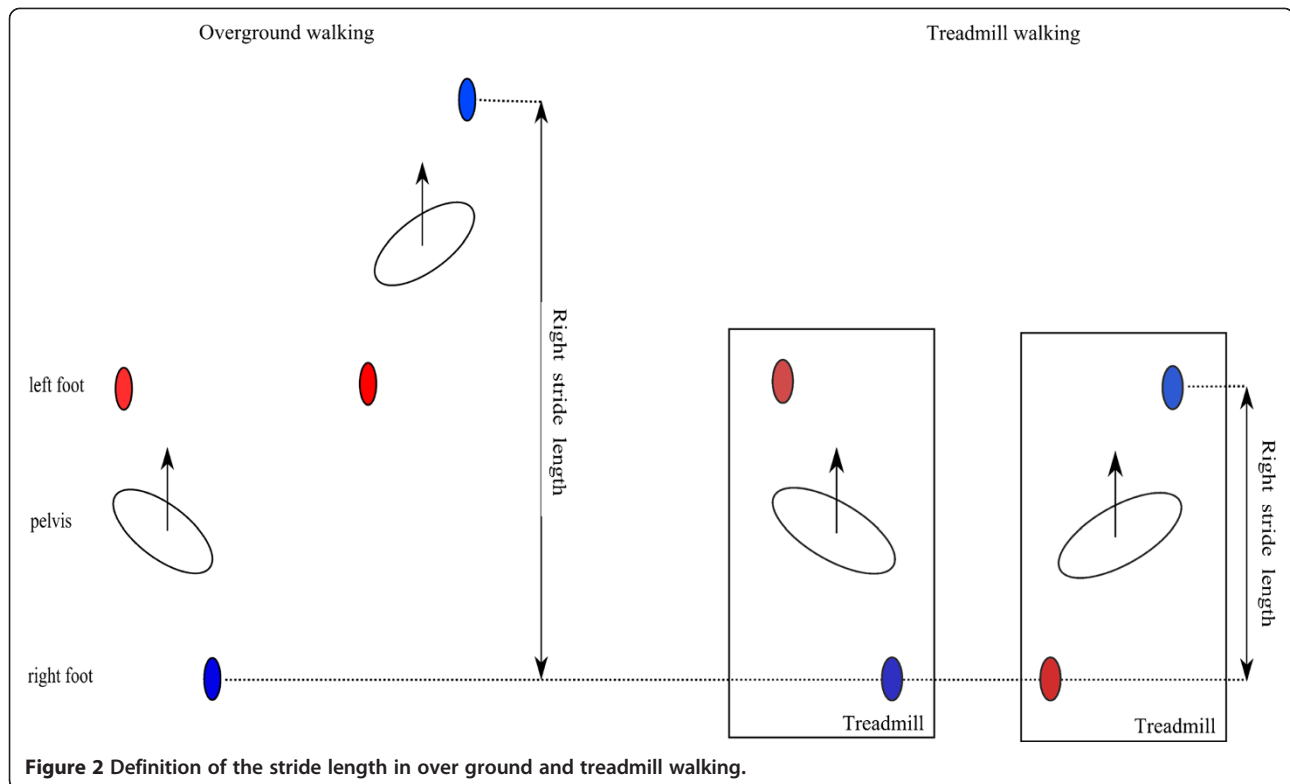 Overground walking
Treadmill walking
left foot
pelvis
right foot
Right stride length
Right stride length
Treadmill
Treadmill
Figure 2 Definition of the stride length in over ground and treadmill walking.